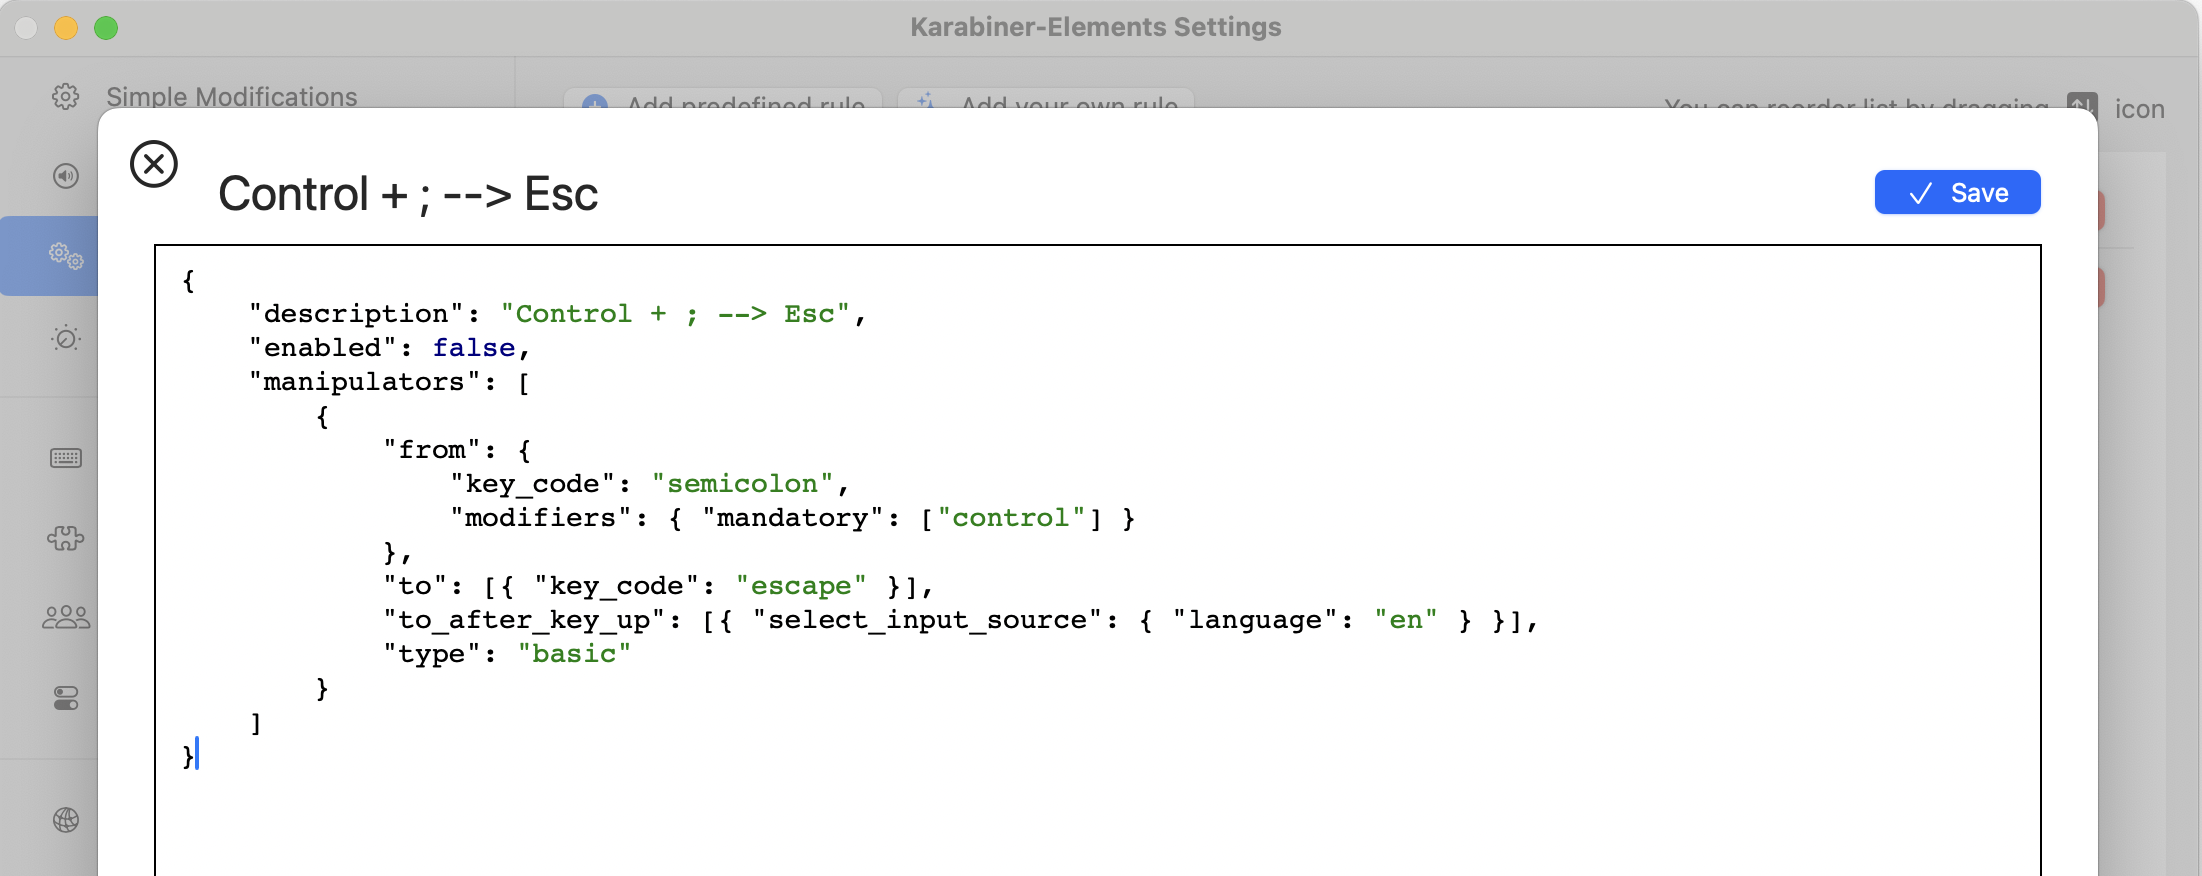 Karabiner-Elements Settings
Simple Modifications
Add predefined rule
Add your own rule
You can reorder list by dragging icon
Control + ; --> Esc
Save
{
    "description": "Control + ; --> Esc",
    "enabled": false,
    "manipulators": [
        {
            "from": {
                "key_code": "semicolon",
                "modifiers": { "mandatory": ["control"] }
            },
            "to": [{ "key_code": "escape" }],
            "to_after_key_up": [{ "select_input_source": { "language": "en" } }],
            "type": "basic"
        }
    ]
}